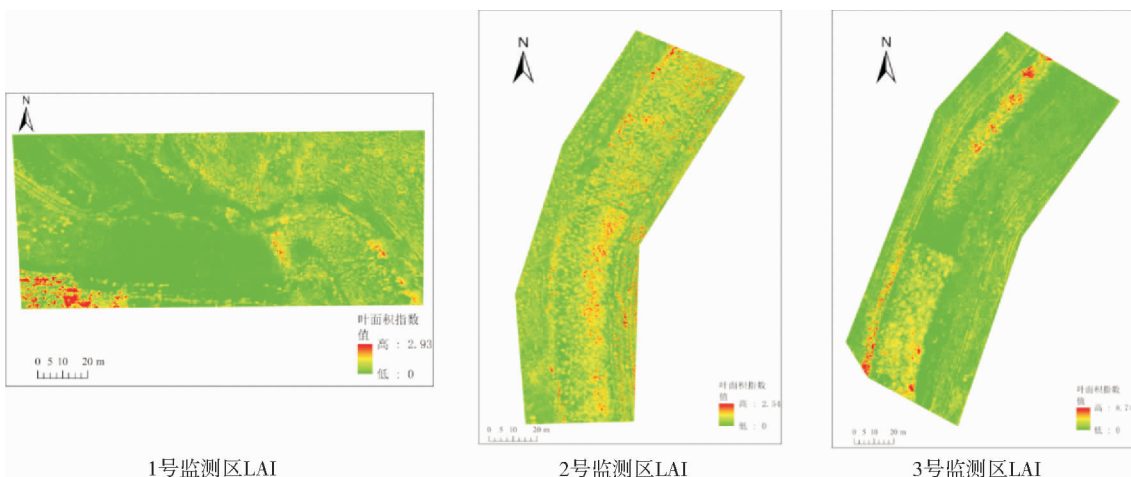 N
叶面积指数
值
高 : 2.93
低 : 0
0 5 10 20 m
1号监测区LAI
N
叶面积指数
值
高 : 2.54
低 : 0
0 5 10 20 m
2号监测区LAI
N
叶面积指数
值
高 :
低 : 0
0 5 10 20 m
3号监测区LAI